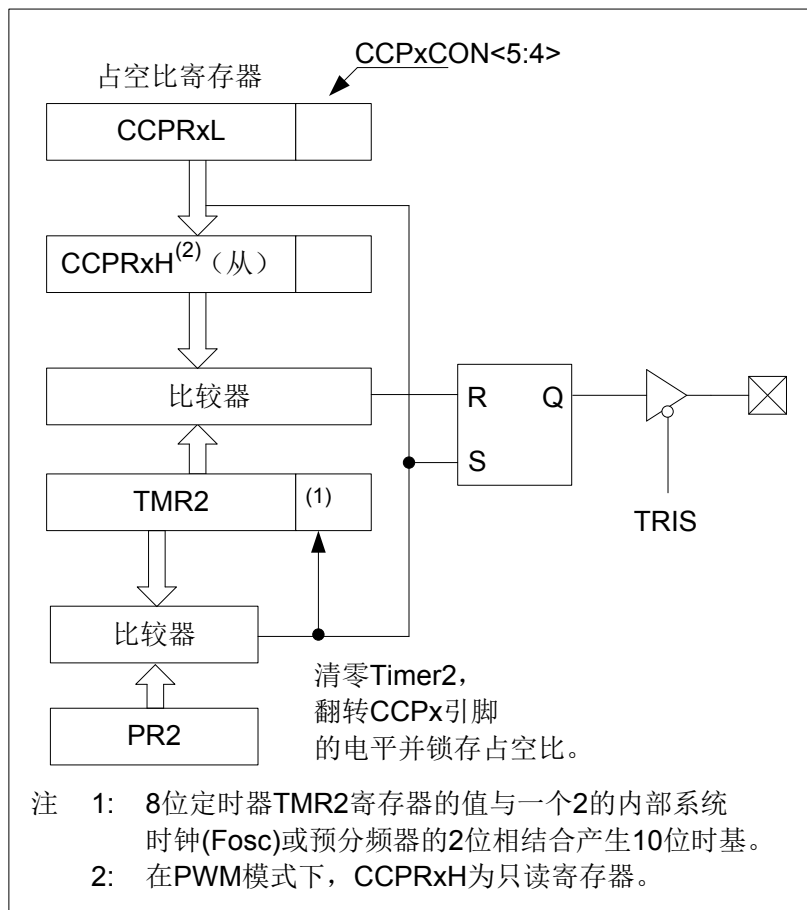 CCPxCON<5:4>
占空比寄存器
CCPRxL
CCPRxH(2)（从）
比较器
R Q
S
TMR2 (1)
TRIS
比较器
清零Timer2，
翻转CCPx引脚
的电平并锁存占空比。
PR2
注 1: 8位定时器TMR2寄存器的值与一个2的内部系统
时钟(Fosc)或预分频器的2位相结合产生10位时基。
2: 在PWM模式下，CCPRxH为只读寄存器。